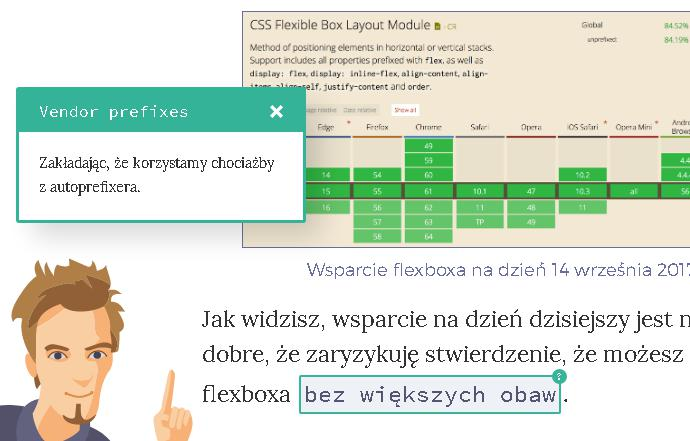 CSS Flexible Box Layout Module - CR
Global
84.52%
unprefixed:
84.19%
Method of positioning elements in horizontal or vertical stacks.
Support includes all properties prefixed with flex, as well as
display: flex, display: inline-flex, align-content, align-
items, align-self, justify-content and order.
Vendor prefixes ×
Zakładając, że korzystamy chociażby
z autoprefixera.
Show all
Edge * Firefox Chrome Safari Opera iOS Safari * Opera Mini *
49
59 4.4
14 54 60 10.2 4.4.
15 55 61 10.1 47 10.3 all 56
16 56 62 11 48 11
57 63 TP 49
58 64
Wsparcie flexboxa na dzień 14 września 2017
Jak widzisz, wsparcie na dzień dzisiejszy jest n
dobre, że zaryzykuję stwierdzenie, że możesz
flexboxa bez większych obaw.
?